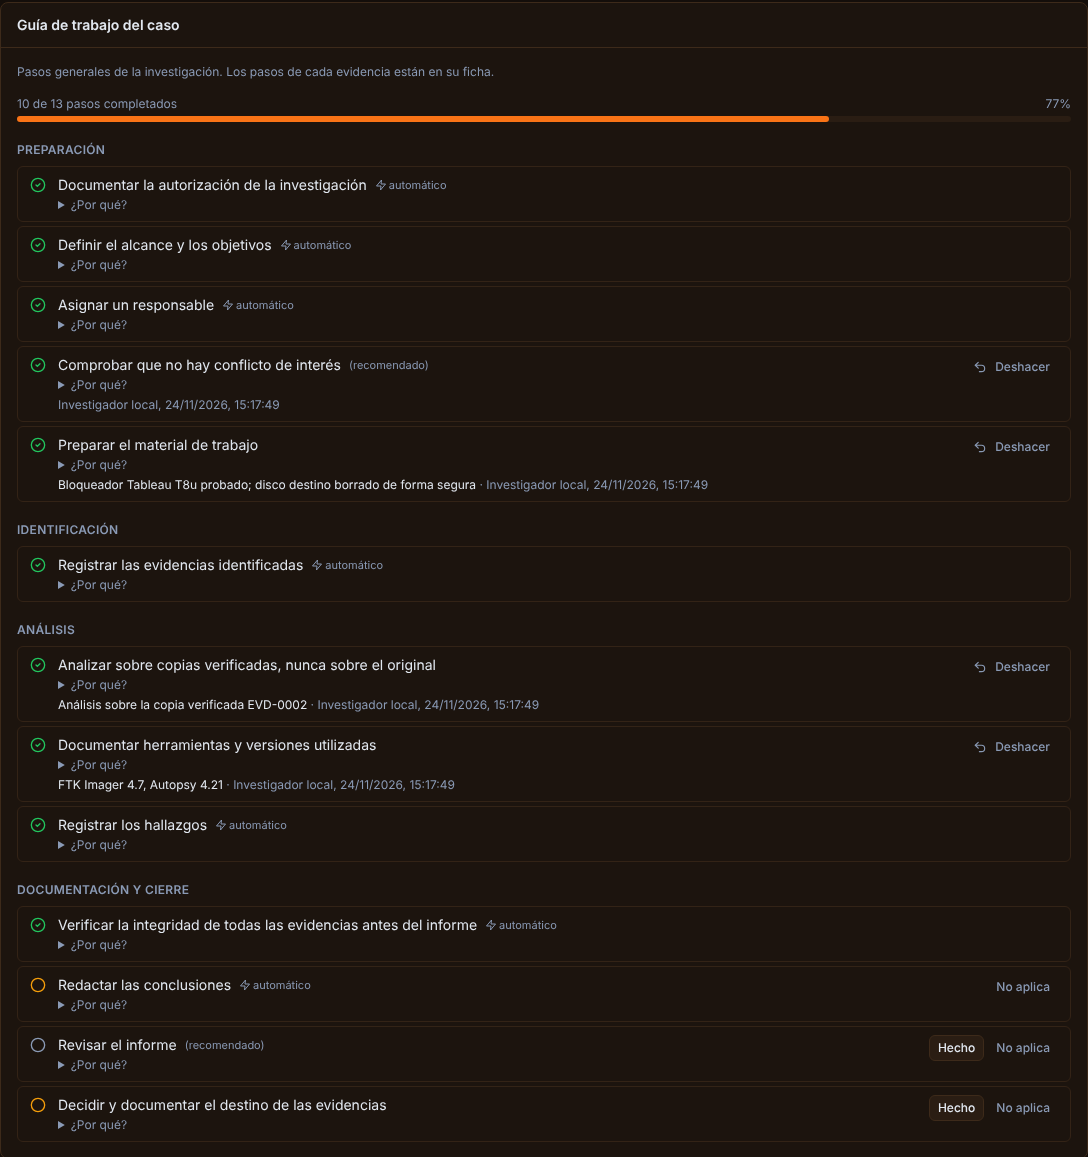 Guía de trabajo del caso
Pasos generales de la investigación. Los pasos de cada evidencia están en su ficha.
10 de 13 pasos completados 77%
PREPARACIÓN
Documentar la autorización de la investigación automático
¿Por qué?
Definir el alcance y los objetivos automático
¿Por qué?
Asignar un responsable automático
¿Por qué?
Comprobar que no hay conflicto de interés (recomendado) Deshacer
¿Por qué?
Investigador local, 24/11/2026, 15:17:49
Preparar el material de trabajo Deshacer
¿Por qué?
Bloqueador Tableau T8u probado; disco destino borrado de forma segura · Investigador local, 24/11/2026, 15:17:49
IDENTIFICACIÓN
Registrar las evidencias identificadas automático
¿Por qué?
ANÁLISIS
Analizar sobre copias verificadas, nunca sobre el original Deshacer
¿Por qué?
Análisis sobre la copia verificada EVD-0002 · Investigador local, 24/11/2026, 15:17:49
Documentar herramientas y versiones utilizadas Deshacer
¿Por qué?
FTK Imager 4.7, Autopsy 4.21 · Investigador local, 24/11/2026, 15:17:49
Registrar los hallazgos automático
¿Por qué?
DOCUMENTACIÓN Y CIERRE
Verificar la integridad de todas las evidencias antes del informe automático
¿Por qué?
Redactar las conclusiones automático No aplica
¿Por qué?
Revisar el informe (recomendado) Hecho No aplica
¿Por qué?
Decidir y documentar el destino de las evidencias Hecho No aplica
¿Por qué?